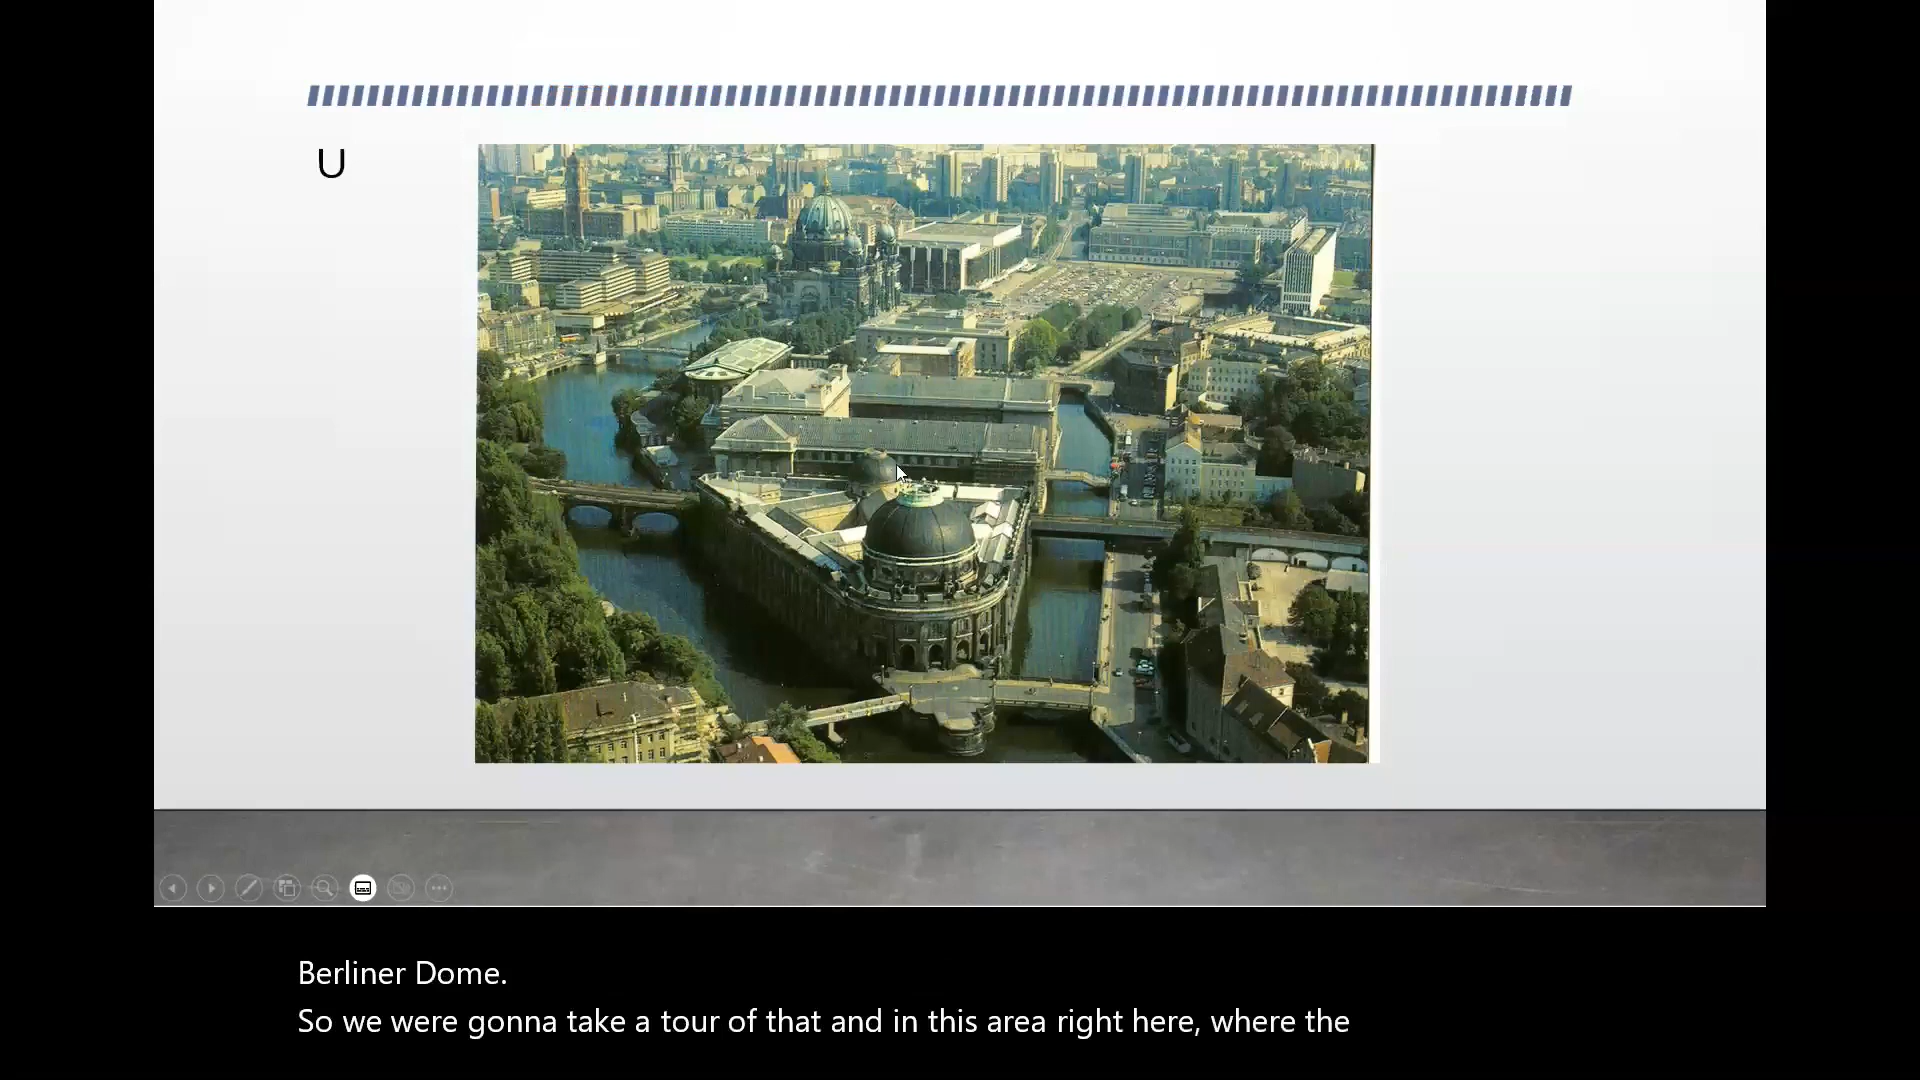 U
Berliner Dome.
So we were gonna take a tour of that and in this area right here, where the